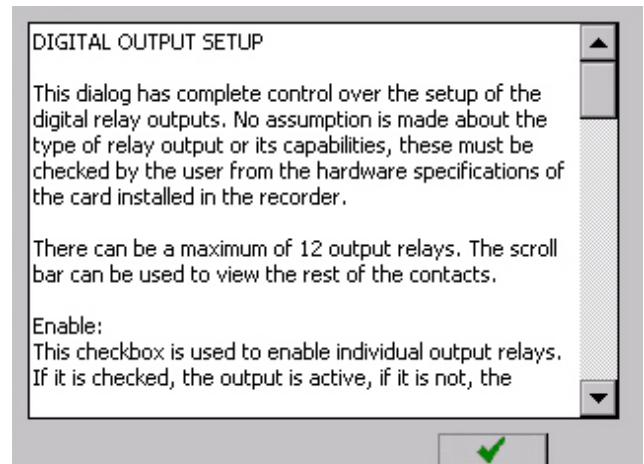 DIGITAL OUTPUT SETUP
This dialog has complete control over the setup of the
digital relay outputs. No assumption is made about the
type of relay output or its capabilities, these must be
checked by the user from the hardware specifications of
the card installed in the recorder.
There can be a maximum of 12 output relays. The scroll
bar can be used to view the rest of the contacts.
Enable:
This checkbox is used to enable individual output relays.
If it is checked, the output is active, if it is not, the